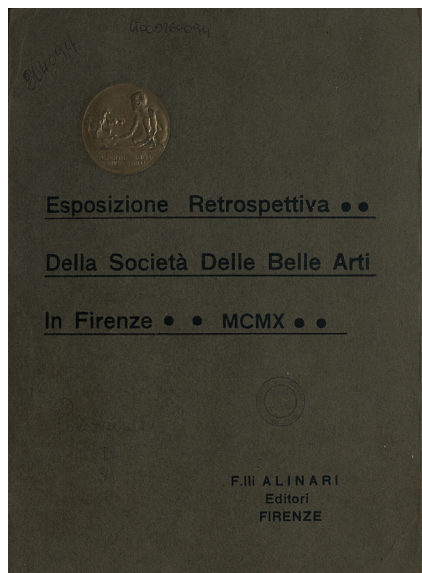 Esposizione Retrospettiva ● ●
Della Società Delle Belle Arti
In Firenze ● ● MCMX ● ●
F.lli ALINARI
Editori
FIRENZE